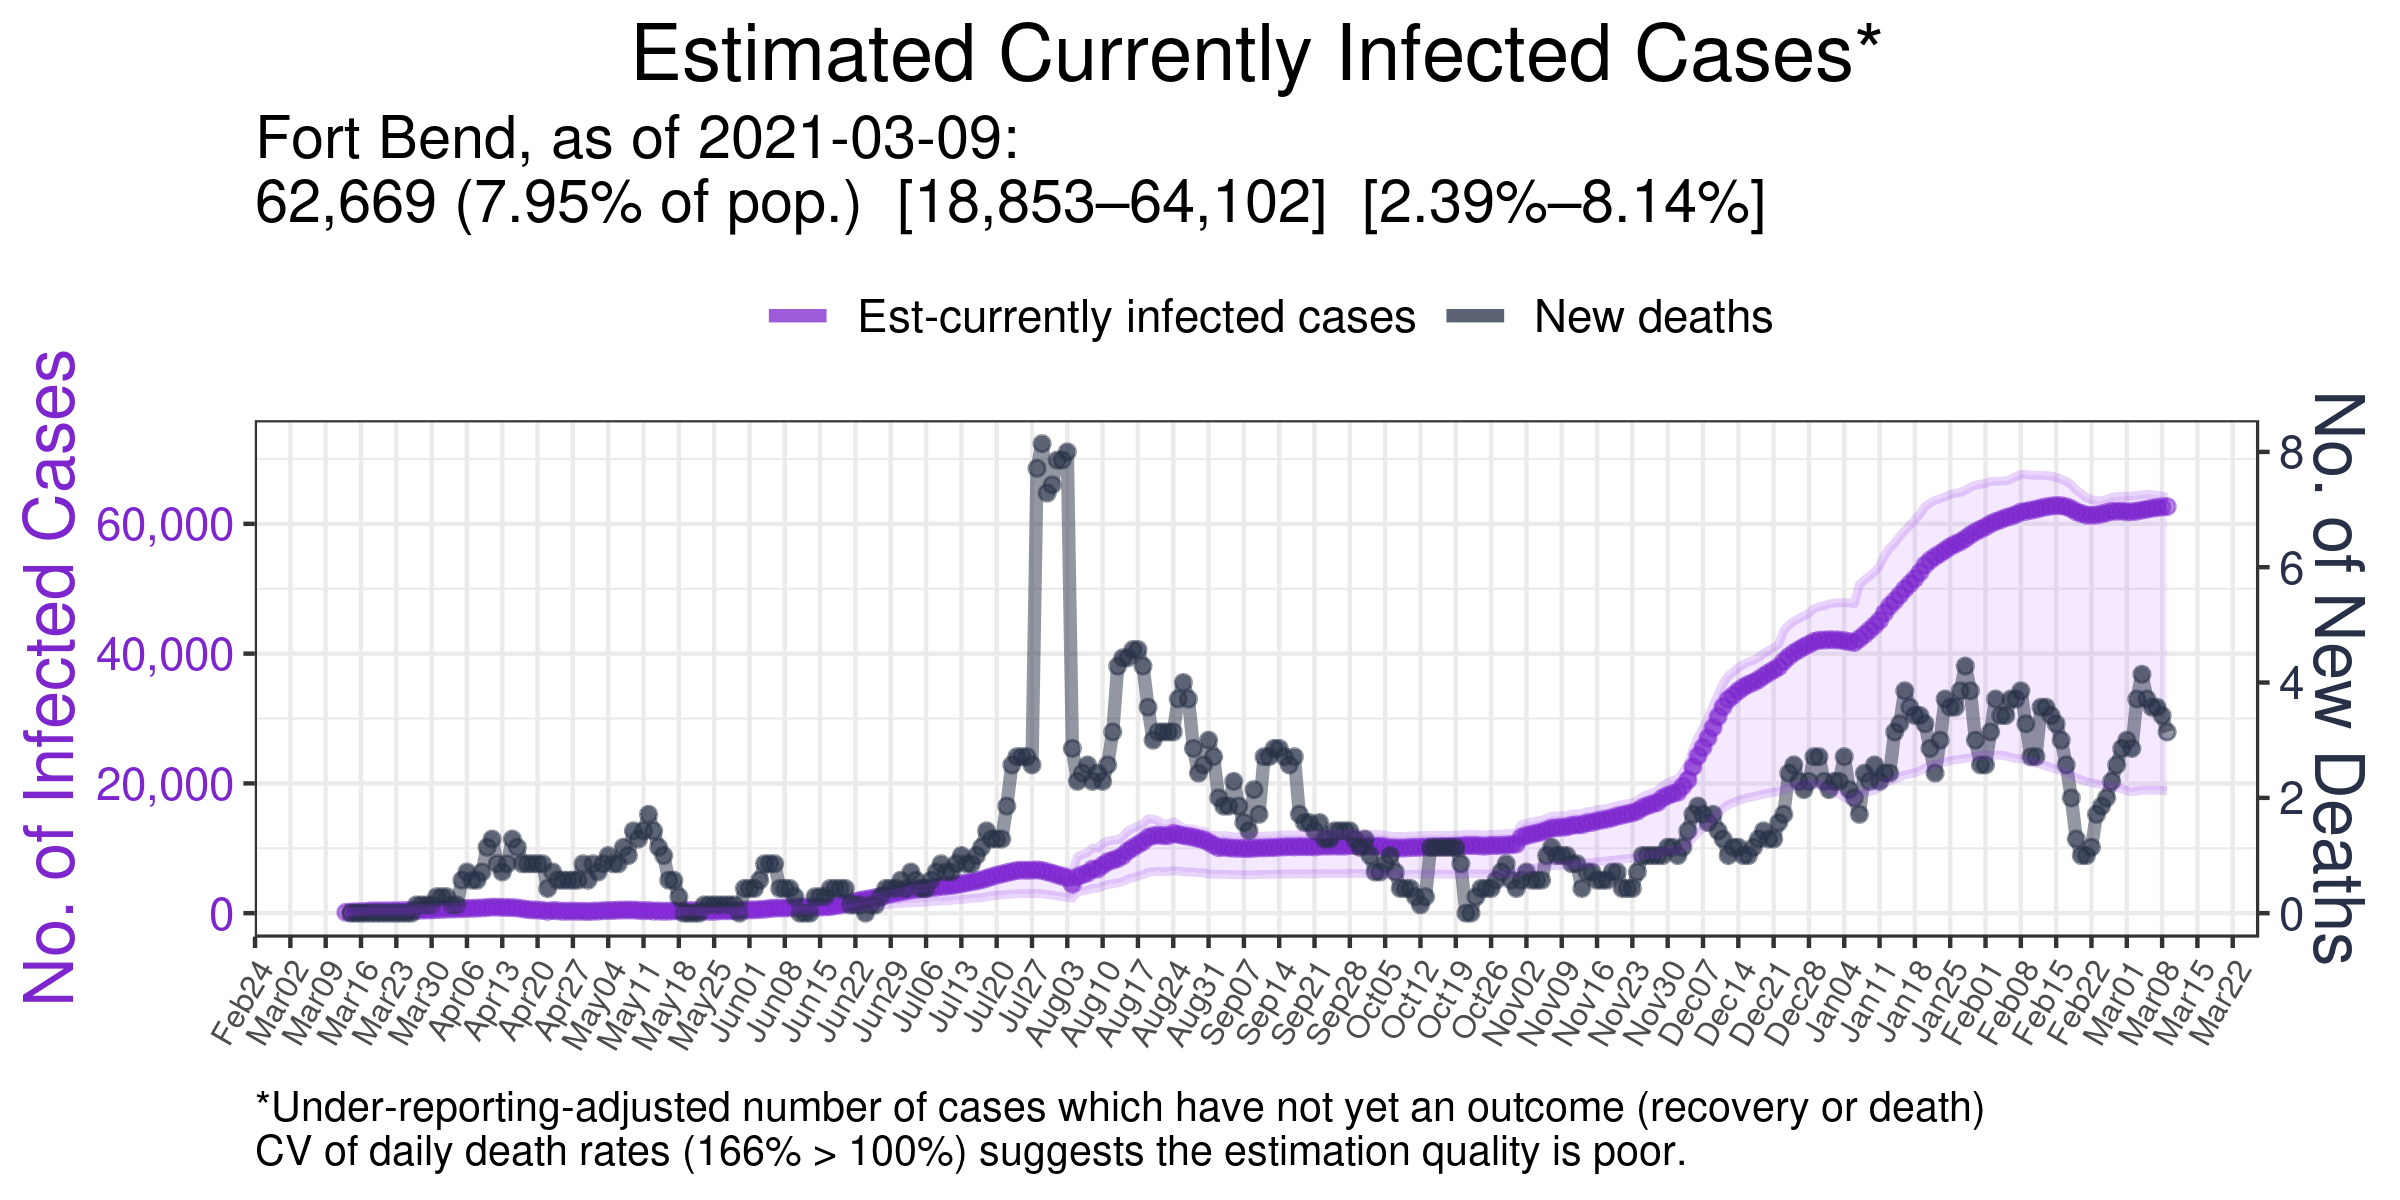 Estimated Currently Infected Cases*
Fort Bend, as of 2021-03-09:
62,669 (7.95% of pop.) [18,853–64,102] [2.39%–8.14%]
Est-currently infected cases
New deaths
No. of Infected Cases
60,000
40,000
20,000
0
8
6
4
2
0
No. of New Deaths
Feb24
Mar02
Mar09
Mar16
Mar23
Mar30
Apr06
Apr13
Apr20
Apr27
May04
May11
May18
May25
Jun01
Jun08
Jun15
Jun22
Jun29
Jul06
Jul13
Jul20
Jul27
Aug03
Aug10
Aug17
Aug24
Aug31
Sep07
Sep14
Sep21
Sep28
Oct05
Oct12
Oct19
Oct26
Nov02
Nov09
Nov16
Nov23
Nov30
Dec07
Dec14
Dec21
Dec28
Jan04
Jan11
Jan18
Jan25
Feb01
Feb08
Feb15
Feb22
Mar01
Mar08
Mar15
Mar22
*Under-reporting-adjusted number of cases which have not yet an outcome (recovery or death)
CV of daily death rates (166% > 100%) suggests the estimation quality is poor.